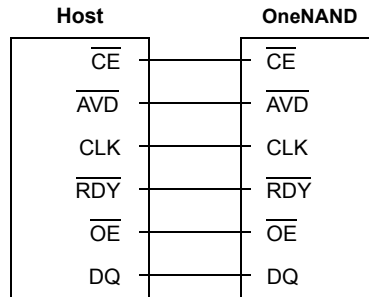 Host OneNAND
CE CE
AVD AVD
CLK CLK
RDY RDY
OE OE
DQ DQ